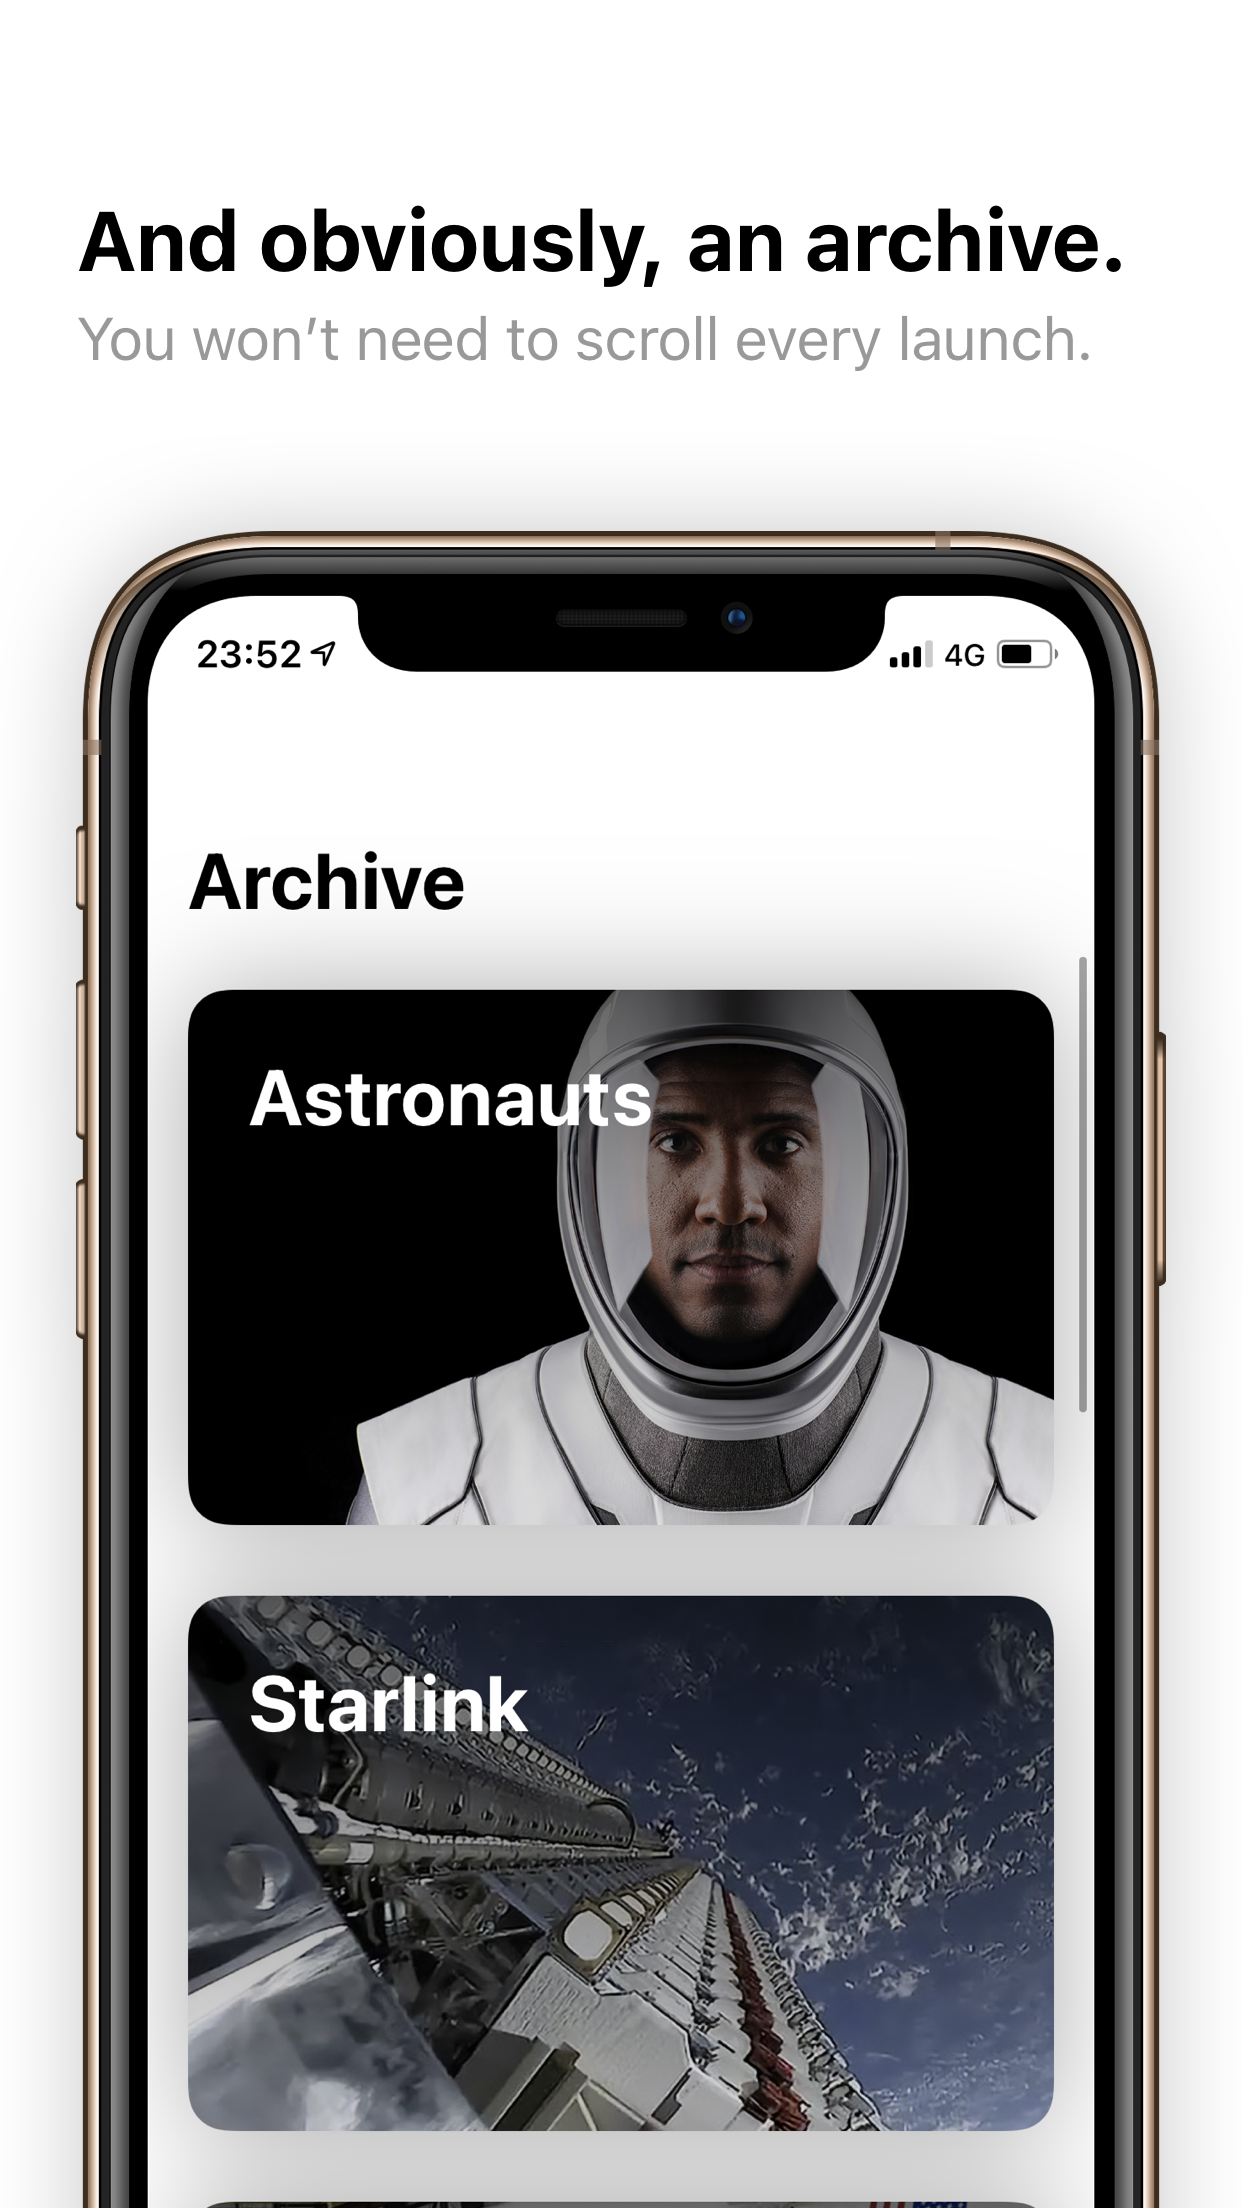 And obviously, an archive.
You won’t need to scroll every launch.
23:52
4G
Archive
Astronauts
Starlink